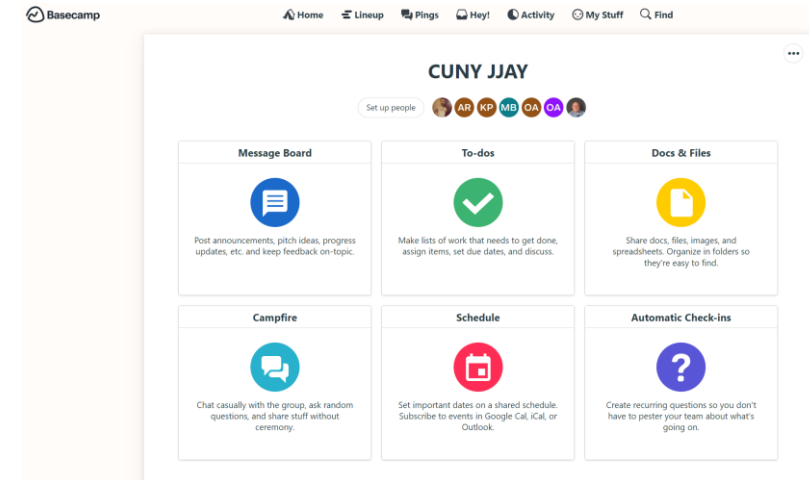 Basecamp
Home Lineup Pings Hey! Activity My Stuff Find
CUNY JJAY
Set up people AR KP MB OA OA
Message Board To-dos Docs & Files
Post announcements, pitch ideas, progress
updates, etc. and keep feedback on-topic.
Make lists of work that needs to get done,
assign items, set due dates, and discuss.
Share docs, files, images, and
spreadsheets. Organize in folders so
they're easy to find.
Campfire Schedule Automatic Check-ins
Chat casually with the group, ask random
questions, and share stuff without
ceremony.
Set important dates on a shared schedule.
Subscribe to events in Google Cal, iCal, or
Outlook.
Create recurring questions so you don't
have to pester your team about what's
going on.